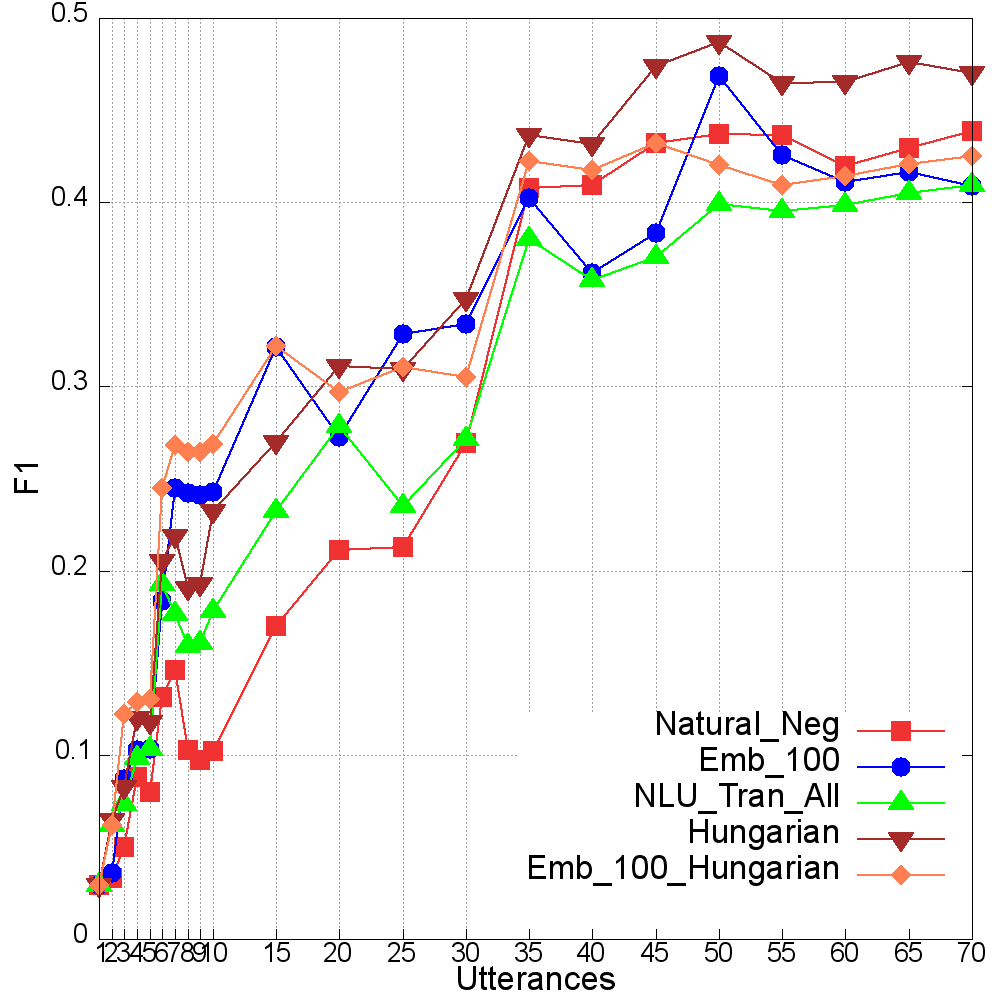 0.5
0.4
0.3
0.2
0.1
0
F1
Natural_Neg
Emb_100
NLU_Tran_All
Hungarian
Emb_100_Hungarian
1 2 3 4 5 6 7 8 9 10 15 20 25 30 35 40 45 50 55 60 65 70
Utterances